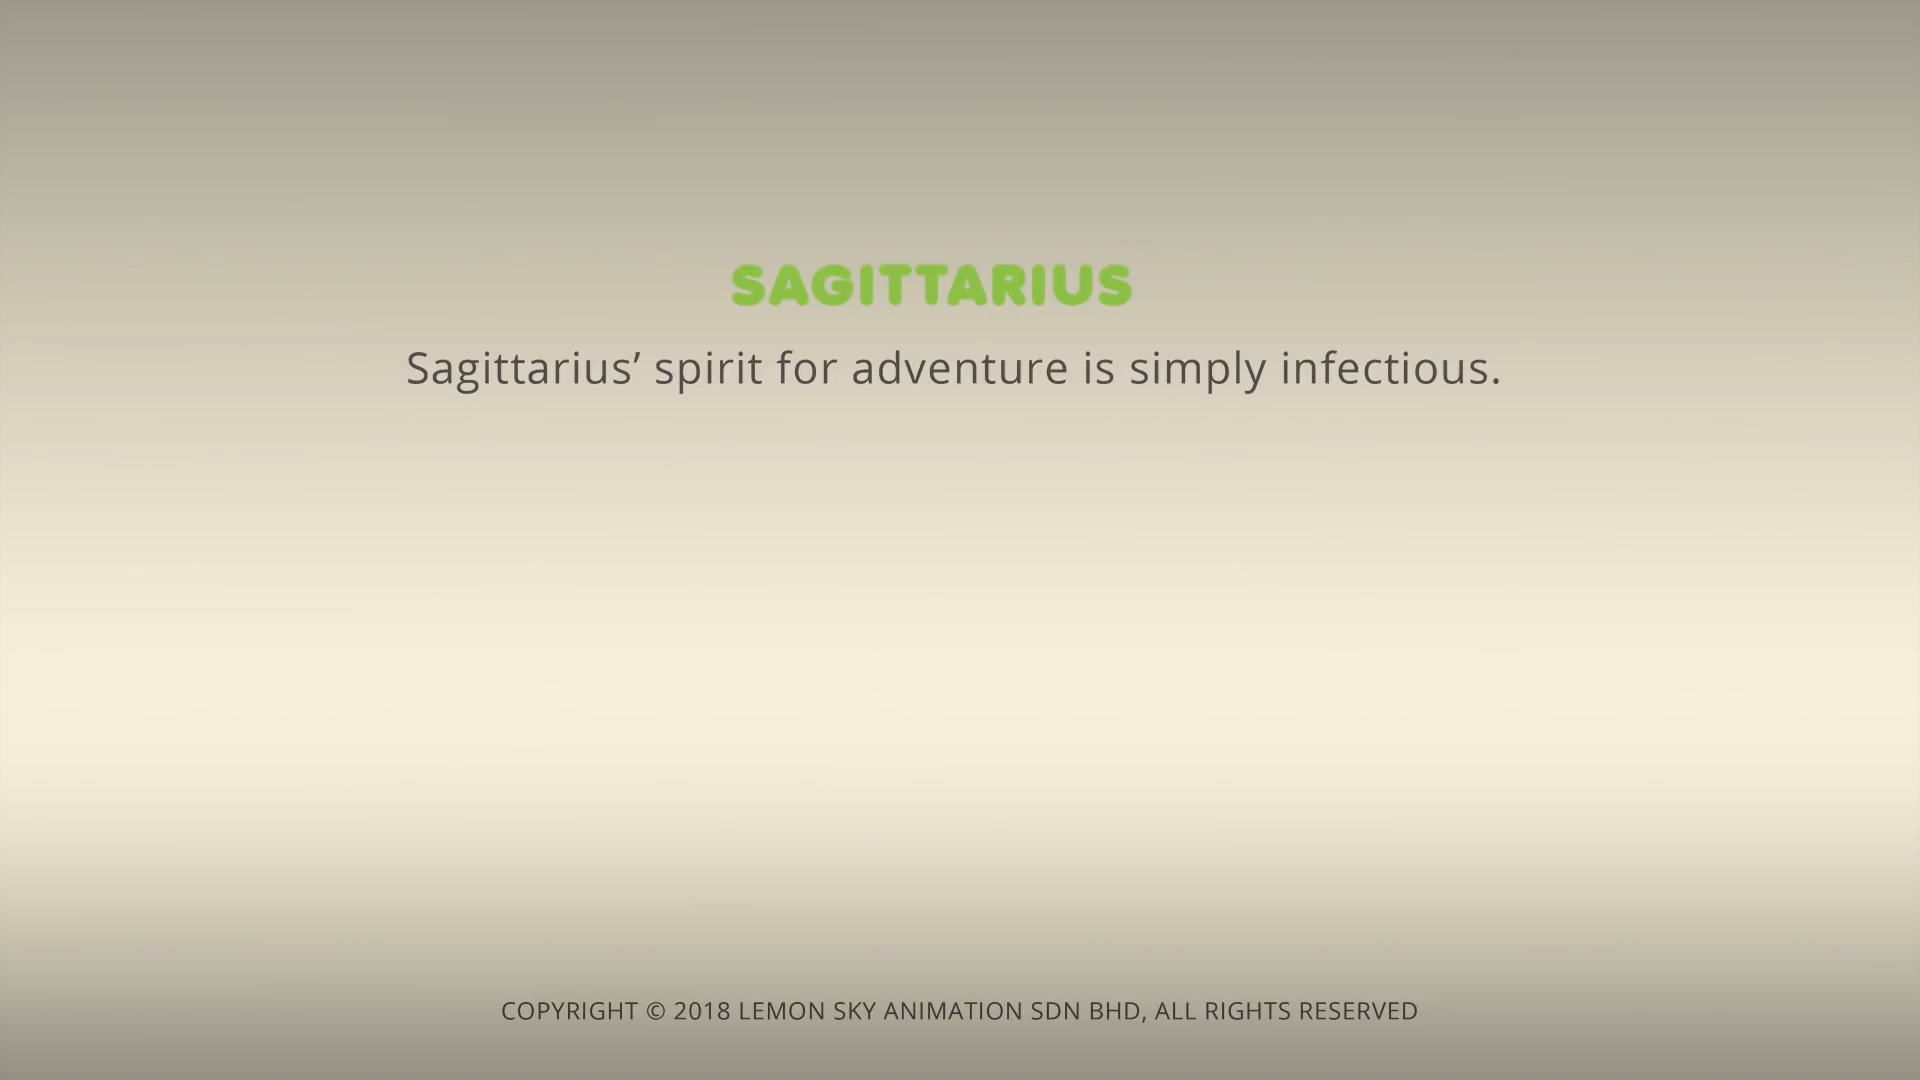 SAGITTARIUS
Sagittarius’ spirit for adventure is simply infectious.
COPYRIGHT © 2018 LEMON SKY ANIMATION SDN BHD, ALL RIGHTS RESERVED